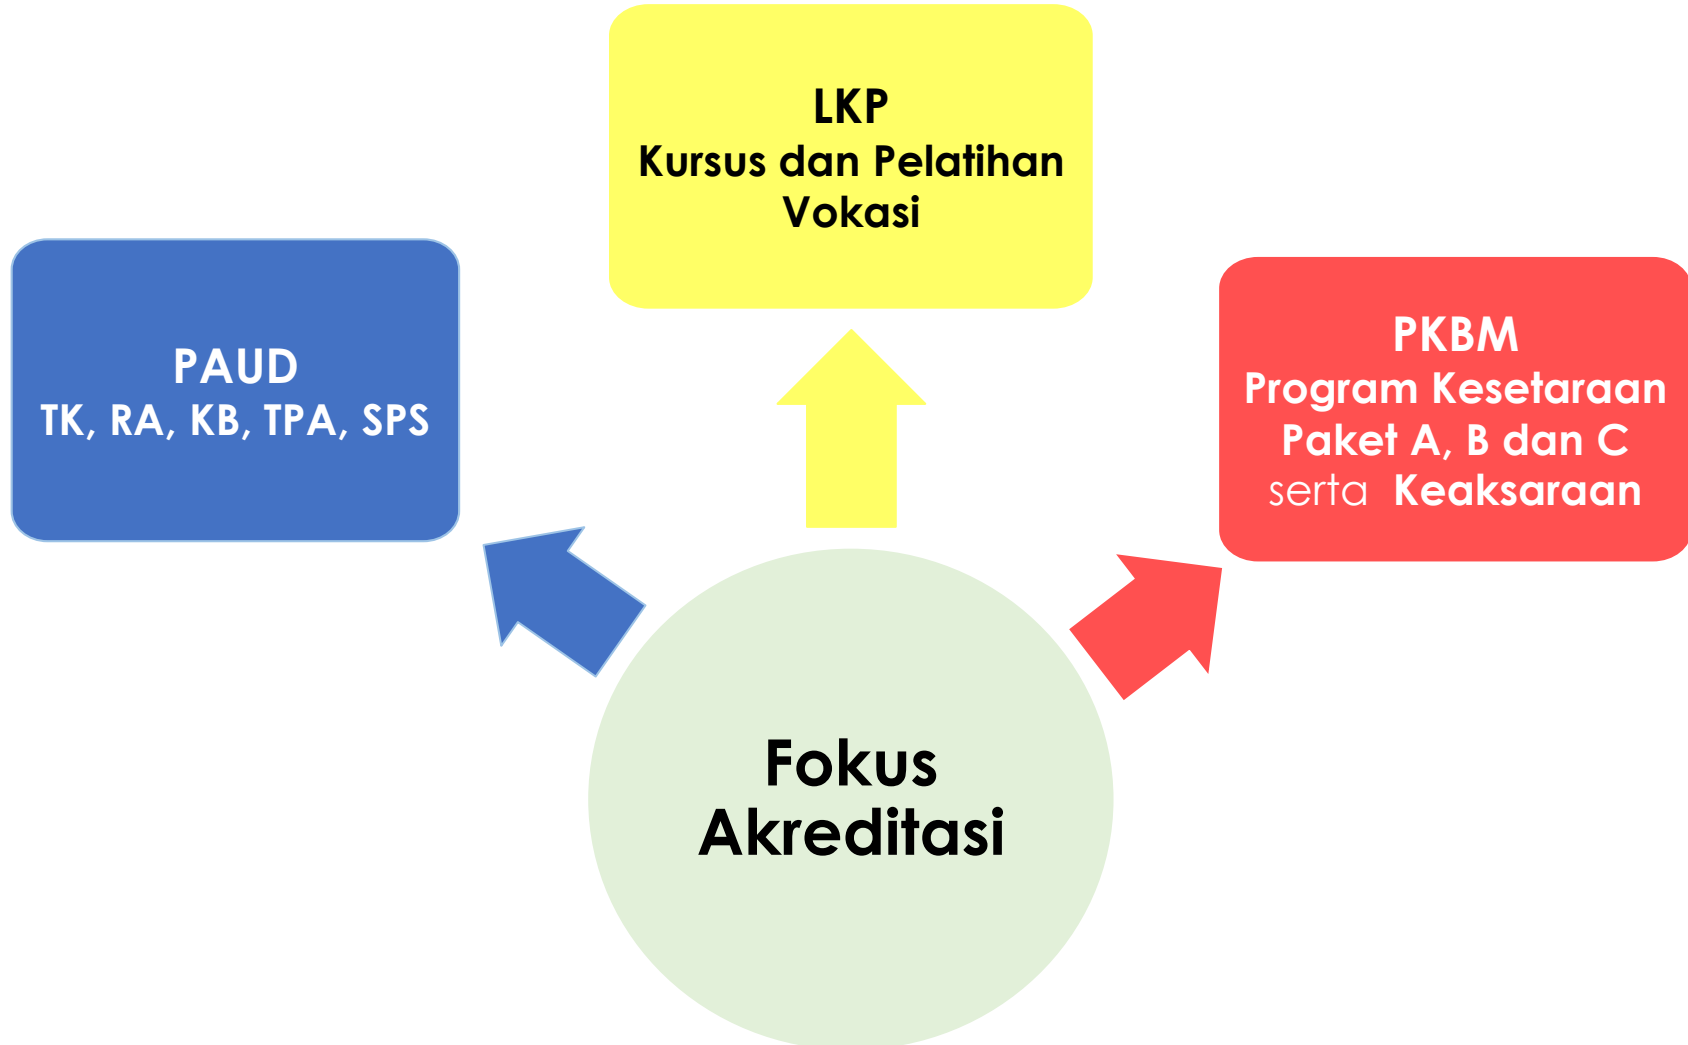 LKP
Kursus dan Pelatihan
Vokasi
PAUD
TK, RA, KB, TPA, SPS
PKBM
Program Kesetaraan
Paket A, B dan C
serta Keaksaraan
Fokus
Akreditasi